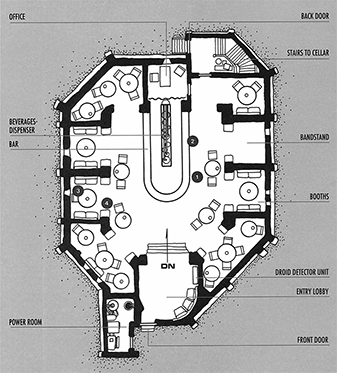 OFFICE
BACK DOOR
STAIRS TO CELLAR
BEVERAGES-
DISPENSER
BAR
BANDSTAND
2
1
3
4
BOOTHS
DN
DROID DETECTOR UNIT
ENTRY LOBBY
POWER ROOM
FRONT DOOR